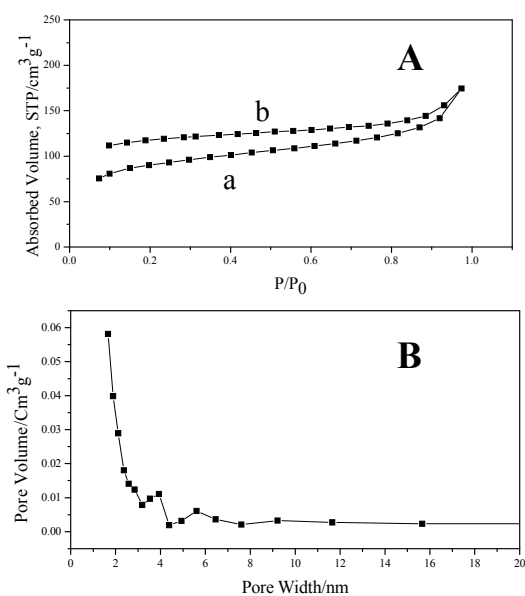 A
250
200
150
100
50
0
b
a
0.0 0.2 0.4 0.6 0.8 1.0
P/P0
Absorbed Volume, STP/cm3g-1
B
0.06
0.05
0.04
0.03
0.02
0.01
0.00
0 2 4 6 8 10 12 14 16 18 20
Pore Width/nm
Pore Volume/Cm3g-1